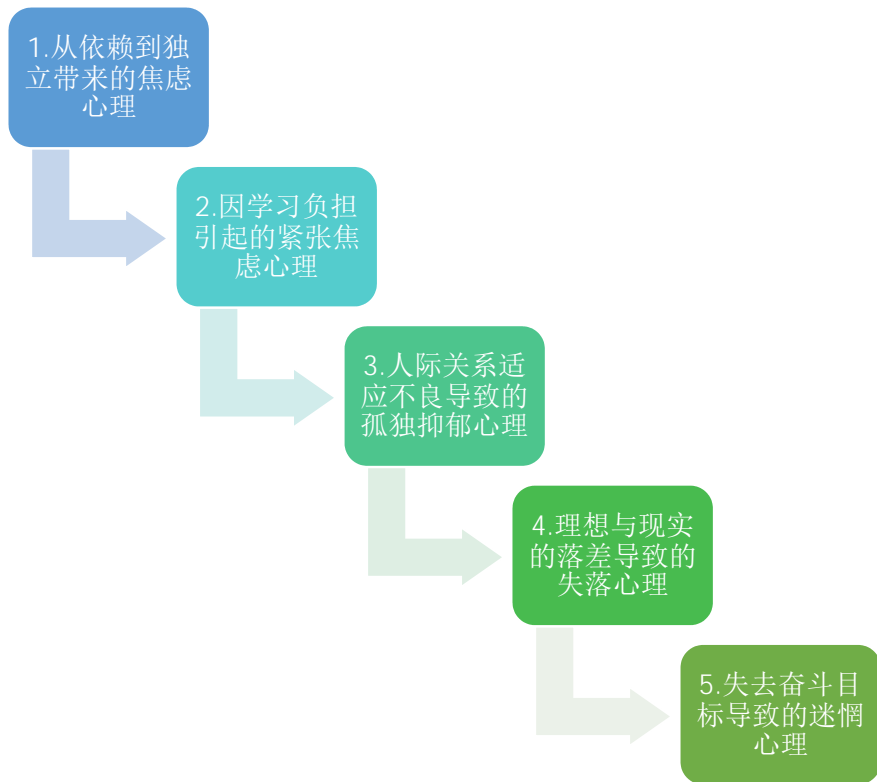 1.从依赖到独
立带来的焦虑
心理
2.因学习负担
引起的紧张焦
虑心理
3.人际关系适
应不良导致的
孤独抑郁心理
4.理想与现实
的落差导致的
失落心理
5.失去奋斗目
标导致的迷惘
心理